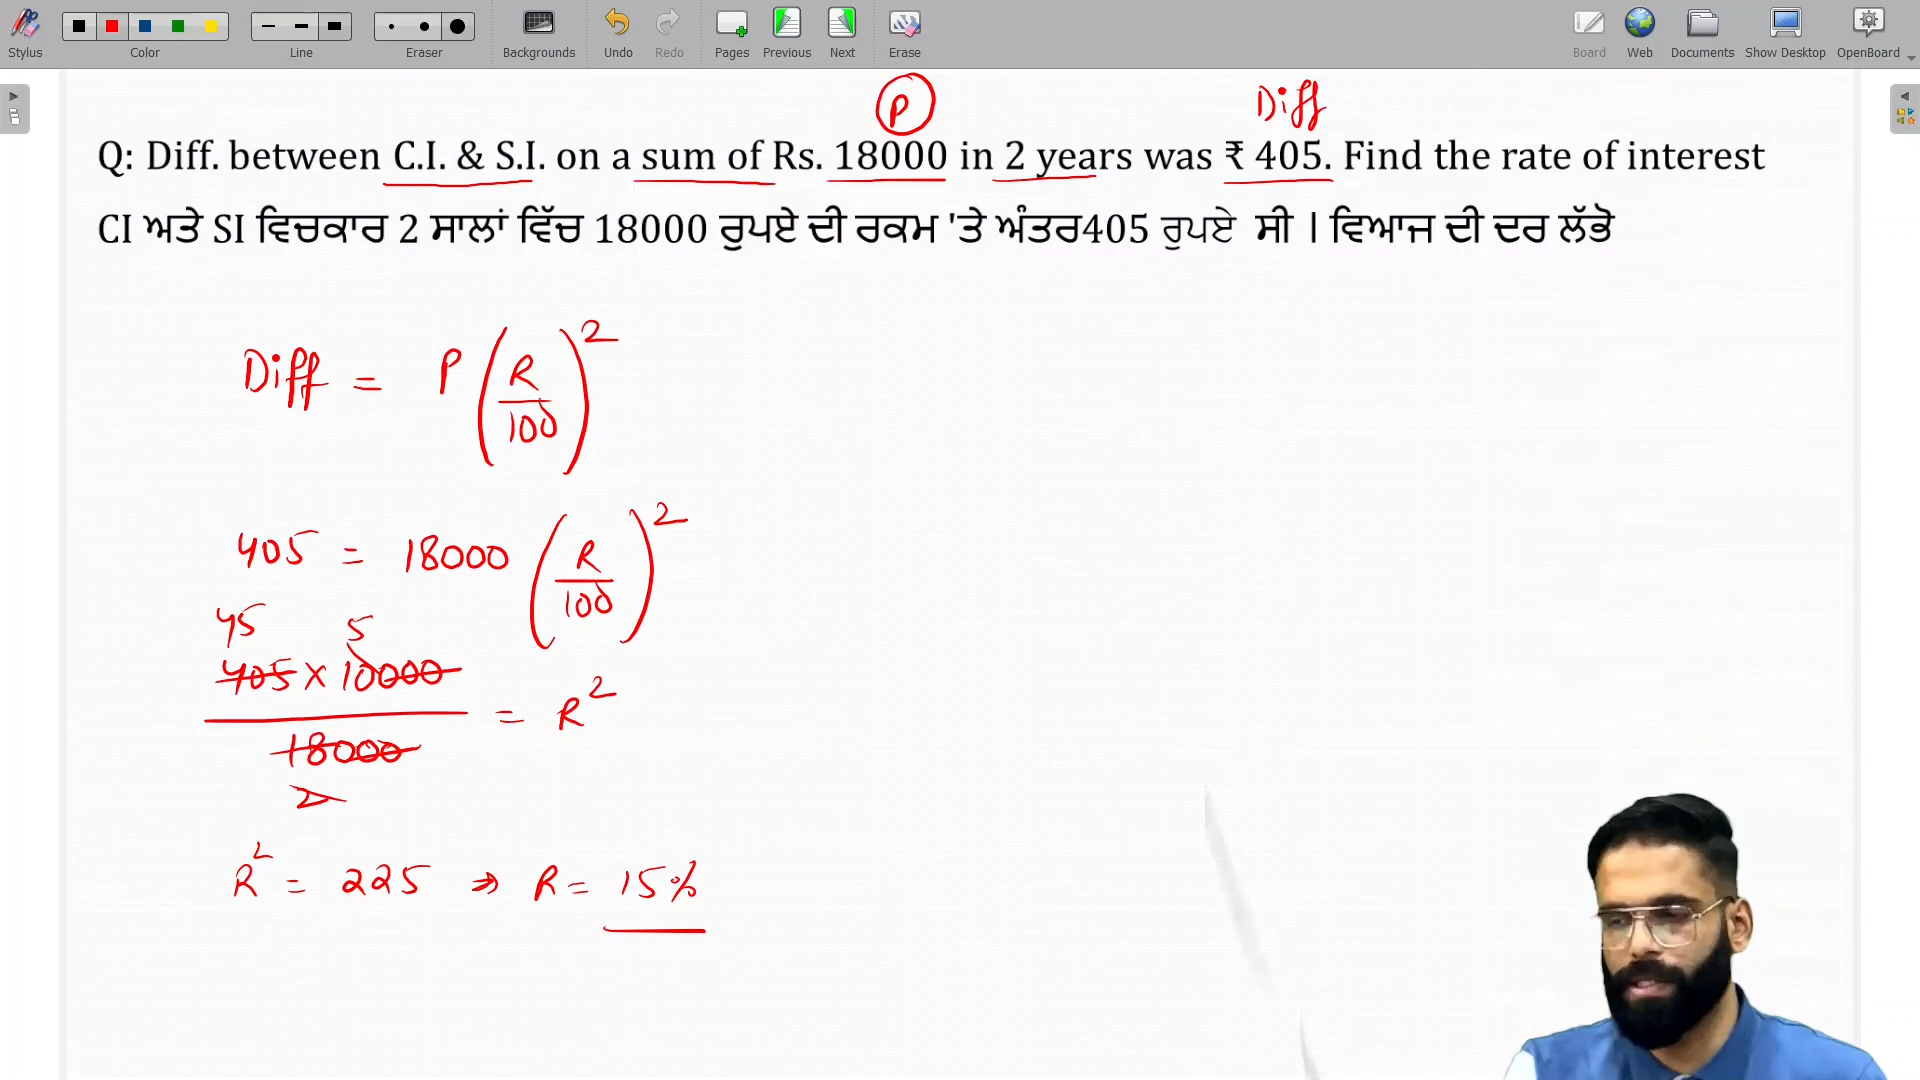 Stylus Color Line Eraser Backgrounds Undo Redo Pages Previous Next Erase Board Web Documents Show Desktop OpenBoard
P Diff
Q: Diff. between C.I. & S.I. on a sum of Rs. 18000 in 2 years was ₹ 405. Find the rate of interest
CI ਅਤੇ SI ਵਿਚਕਾਰ 2 ਸਾਲਾਂ ਵਿੱਚ 18000 ਰੁਪਏ ਦੀ ਰਕਮ 'ਤੇ ਅੰਤਰ405 ਰੁਪਏ ਸੀ । ਵਿਆਜ ਦੀ ਦਰ ਲੱਭੋ
Diff = P(R/100)²
405 = 18000 (R/100)²
45 5
405 × 10000
= R²
18000
2
R² = 225 ⇒ R = 15%